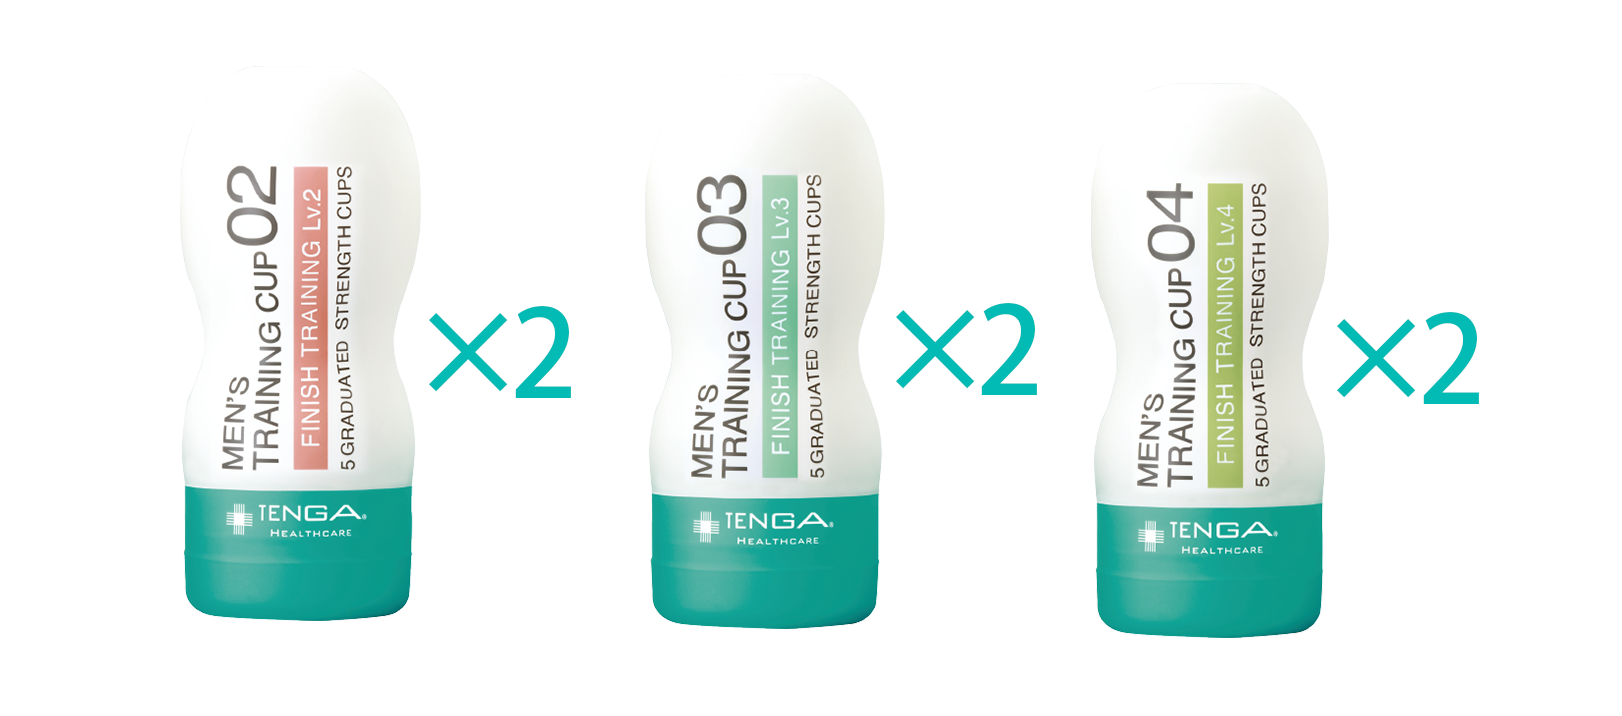 MEN'S
TRAINING CUP 02
FINISH TRAINING Lv.2
5 GRADUATED STRENGTH CUPS
TENGA®
HEALTHCARE
×2
MEN'S
TRAINING CUP 03
FINISH TRAINING Lv.3
5 GRADUATED STRENGTH CUPS
TENGA®
HEALTHCARE
×2
MEN'S
TRAINING CUP 04
FINISH TRAINING Lv.4
5 GRADUATED STRENGTH CUPS
TENGA®
HEALTHCARE
×2